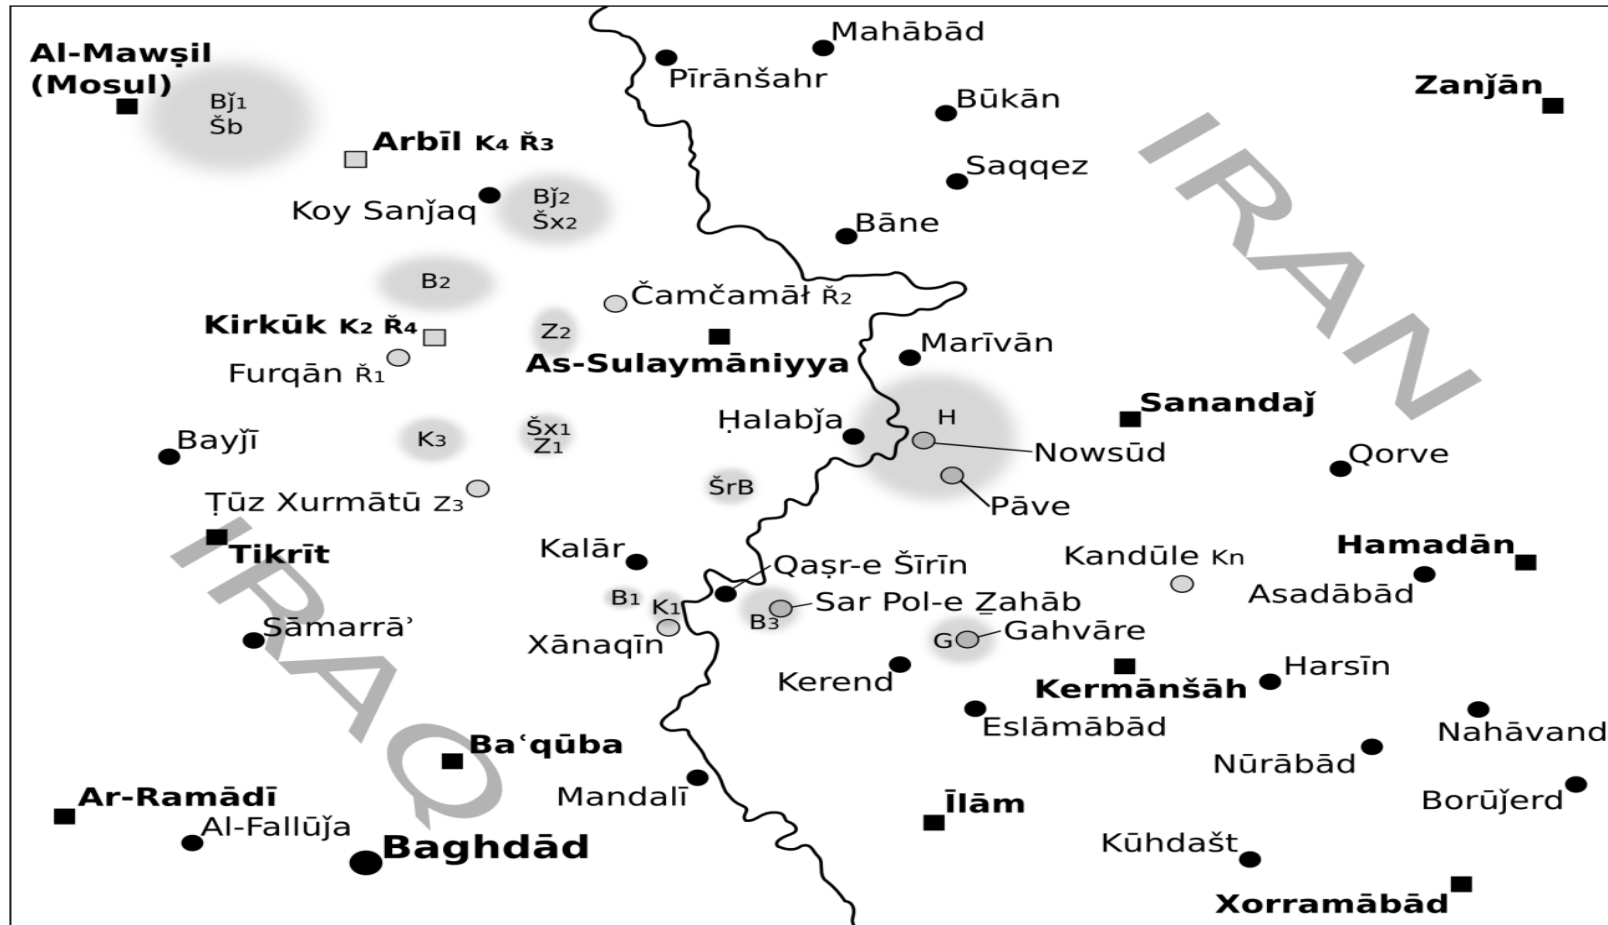 Al-Mawṣil
(Mosul)
Bǰ1
Šb
Pīrānšahr
Mahābād
Būkān
Zanǰān
IRAN
Arbīl K4 Ř3
Koy Sanǰaq
Bǰ2
Šx2
Saqqez
Bāne
B2
Čamčamāł Ř2
Kirkūk K2 Ř4
Z2
Furqān Ř1
As-Sulaymāniyya
Marīvān
Sanandaǰ
Bayǰī
K3
Šx1
Z1
Ḥalabǰa
H
Nowsūd
Qorve
Ṭūz Xurmātū Z3
ŠrB
Pāve
IRAQ
Tikrīt
Kalār
Qaṣr-e Šīrīn
Kandūle Kn
Hamadān
Asadābād
B1
K1
B3
Sar Pol-e Ẕahāb
Sāmarrāʾ
Xānaqīn
G
Gahvāre
Kerend
Kermānšāh
Harsīn
Eslāmābād
Nahāvand
Baʿqūba
Nūrābād
Mandalī
Ar-Ramādī
Īlām
Borūǰerd
Al-Fallūǰa
Baghdād
Kūhdašt
Xorramābād